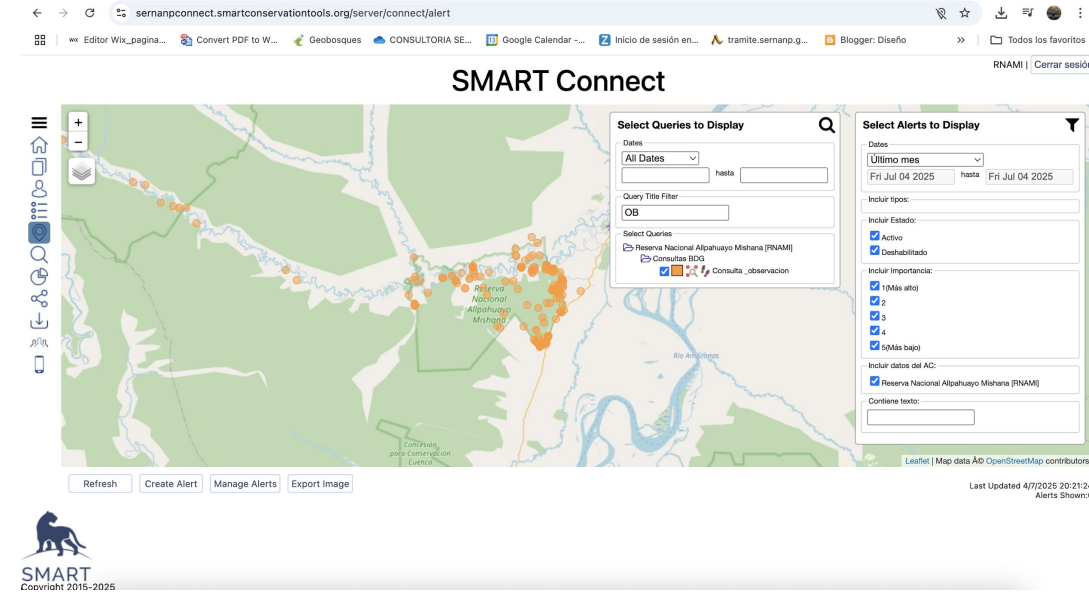 sernanpconnect.smartconservationtools.org/server/connect/alert
Editor Wix_pagina...
Convert PDF to W...
Geobosques
CONSULTORIA SE...
Google Calendar -...
Inicio de sesión en...
tramite.sernanp.g...
Blogger: Diseño
»
Todos los favoritos
RNAMI | Cerrar sesión
SMART Connect
+
−
Reserva
Nacional
Allpahuayo
Mishana
Río Amazonas
Concesión
para Conservación
Cuenca
Select Queries to Display
Dates
All Dates
hasta
Query Title Filter
OB
Select Queries
Reserva Nacional Allpahuayo Mishana [RNAMI]
Consultas BDG
Consulta _observacion
Select Alerts to Display
Dates
Último mes
Fri Jul 04 2025 hasta Fri Jul 04 2025
Incluir tipos:
Incluir Estado:
Activo
Deshabilitado
Incluir Importancia:
1(Más alto)
2
3
4
5(Más bajo)
Incluir datos del AC:
Reserva Nacional Allpahuayo Mishana [RNAMI]
Contiene texto:
Leaflet | Map data Â© OpenStreetMap contributors
Refresh
Create Alert
Manage Alerts
Export Image
Last Updated 4/7/2025 20:21:24
Alerts Shown:
SMART
Copyright 2015-2025